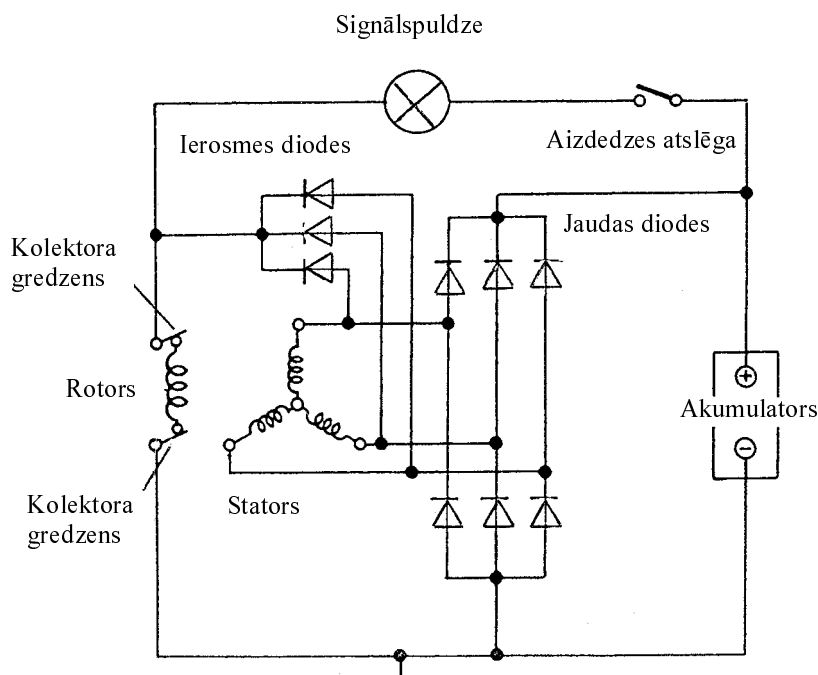 Signālspuldze
Ierosmes diodes
Aizdedzes atslēga
Jaudas diodes
Kolektora
gredzens
Rotors
+
Akumulators
−
Kolektora
gredzens
Stators